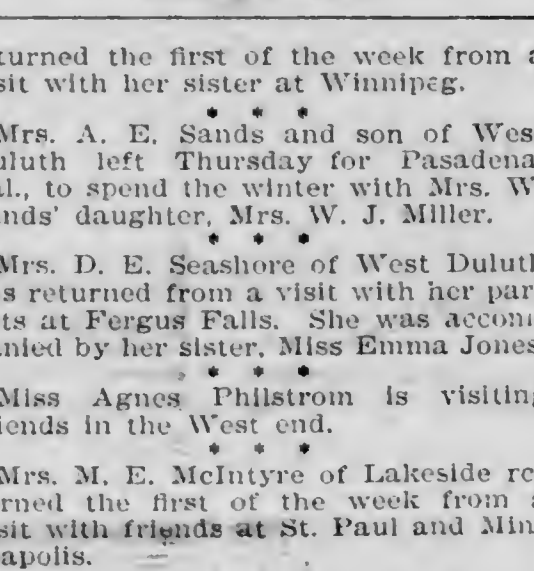 turned the first of the week from a
sit with her sister at Winnipeg.
* * *
Mrs. A. E. Sands and son of Wes
uluth left Thursday for Pasadena
al., to spend the winter with Mrs. W
nds' daughter, Mrs. W. J. Miller.
* * *
Mrs. D. E. Seashore of West Duluth
s returned from a visit with her par
ts at Fergus Falls. She was accom
anied by her sister, Miss Emma Jones
* * *
Miss Agnes Philstrom is visiting
iends in the West end.
* * *
Mrs. M. E. McIntyre of Lakeside re
rned the first of the week from a
sit with friends at St. Paul and Min
apolis.